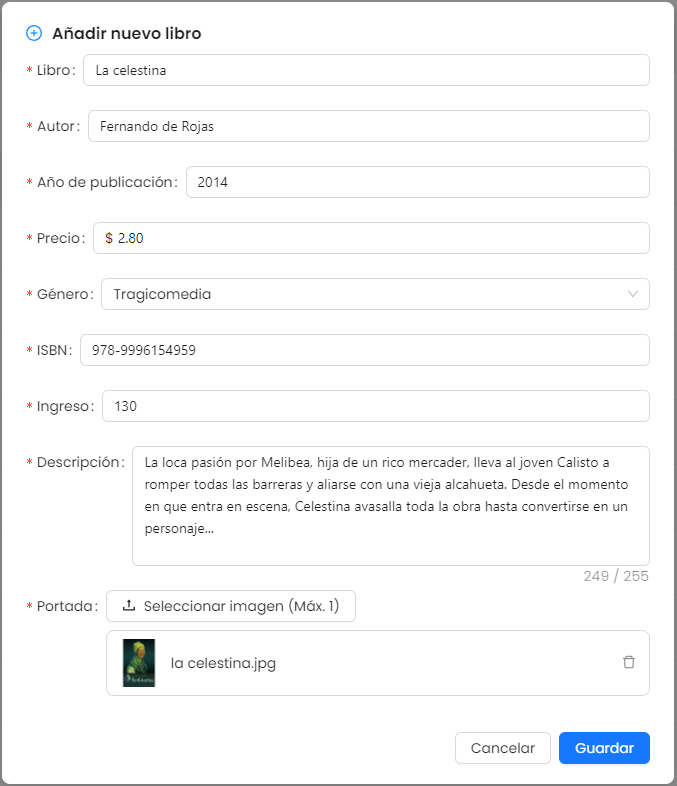 Añadir nuevo libro
* Libro: La celestina
* Autor: Fernando de Rojas
* Año de publicación: 2014
* Precio: $ 2.80
* Género: Tragicomedia
* ISBN: 978-9996154959
* Ingreso: 130
* Descripción: La loca pasión por Melibea, hija de un rico mercader, lleva al joven Calisto a
romper todas las barreras y aliarse con una vieja alcahueta. Desde el momento
en que entra en escena, Celestina avasalla toda la obra hasta convertirse en un
personaje...
249 / 255
* Portada: Seleccionar imagen (Máx. 1)
la celestina.jpg
Cancelar Guardar